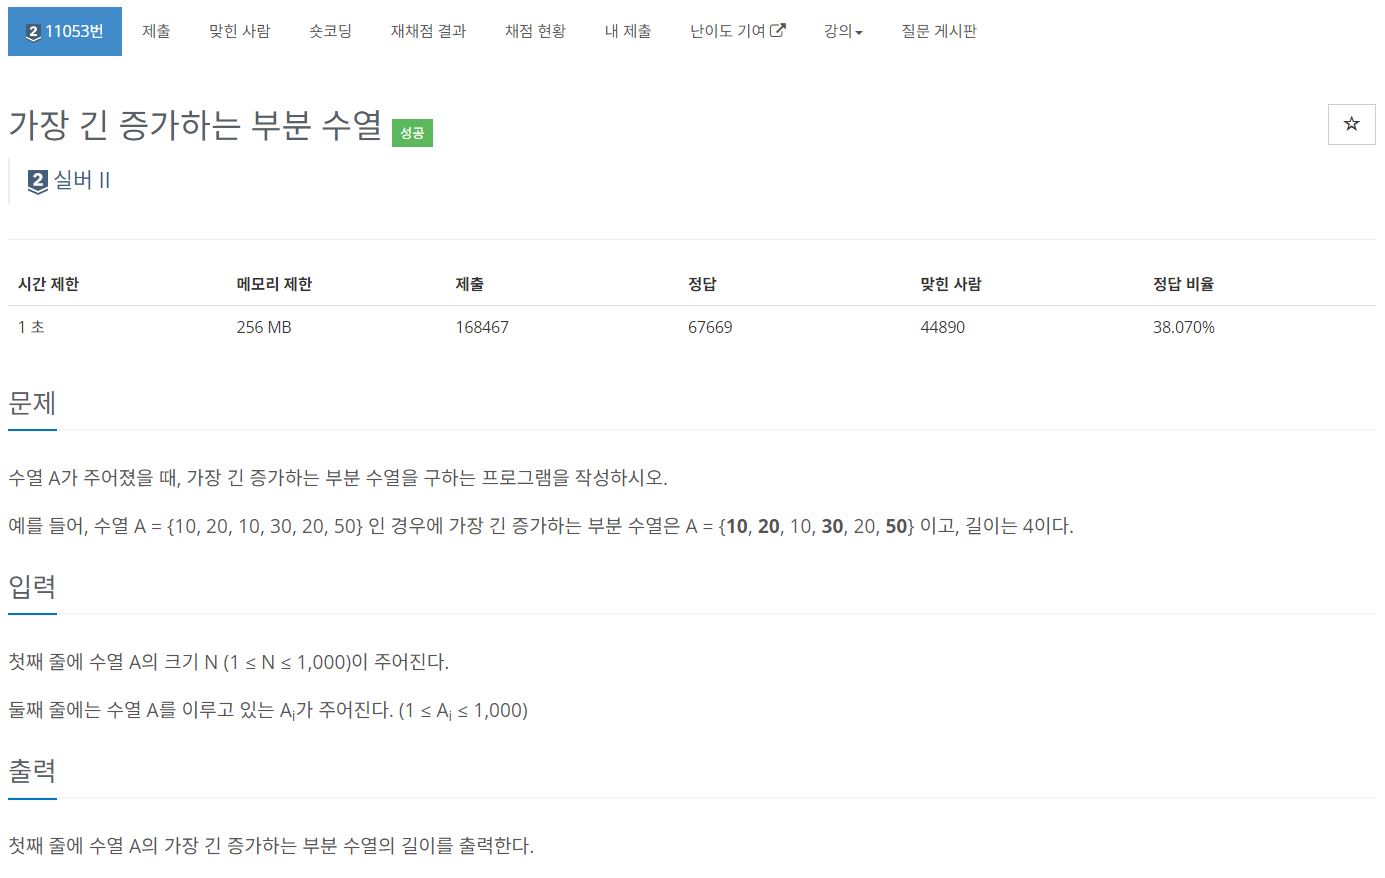 2 11053번 제출 맞힌 사람 숏코딩 재채점 결과 채점 현황 내 제출 난이도 기여 강의 질문 게시판
가장 긴 증가하는 부분 수열 성공
2 실버 II
시간 제한 메모리 제한 제출 정답 맞힌 사람 정답 비율
1 초 256 MB 168467 67669 44890 38.070%
문제
수열 A가 주어졌을 때, 가장 긴 증가하는 부분 수열을 구하는 프로그램을 작성하시오.
예를 들어, 수열 A = {10, 20, 10, 30, 20, 50} 인 경우에 가장 긴 증가하는 부분 수열은 A = {10, 20, 10, 30, 20, 50} 이고, 길이는 4이다.
입력
첫째 줄에 수열 A의 크기 N (1 ≤ N ≤ 1,000)이 주어진다.
둘째 줄에는 수열 A를 이루고 있는 Ai가 주어진다. (1 ≤ Ai ≤ 1,000)
출력
첫째 줄에 수열 A의 가장 긴 증가하는 부분 수열의 길이를 출력한다.